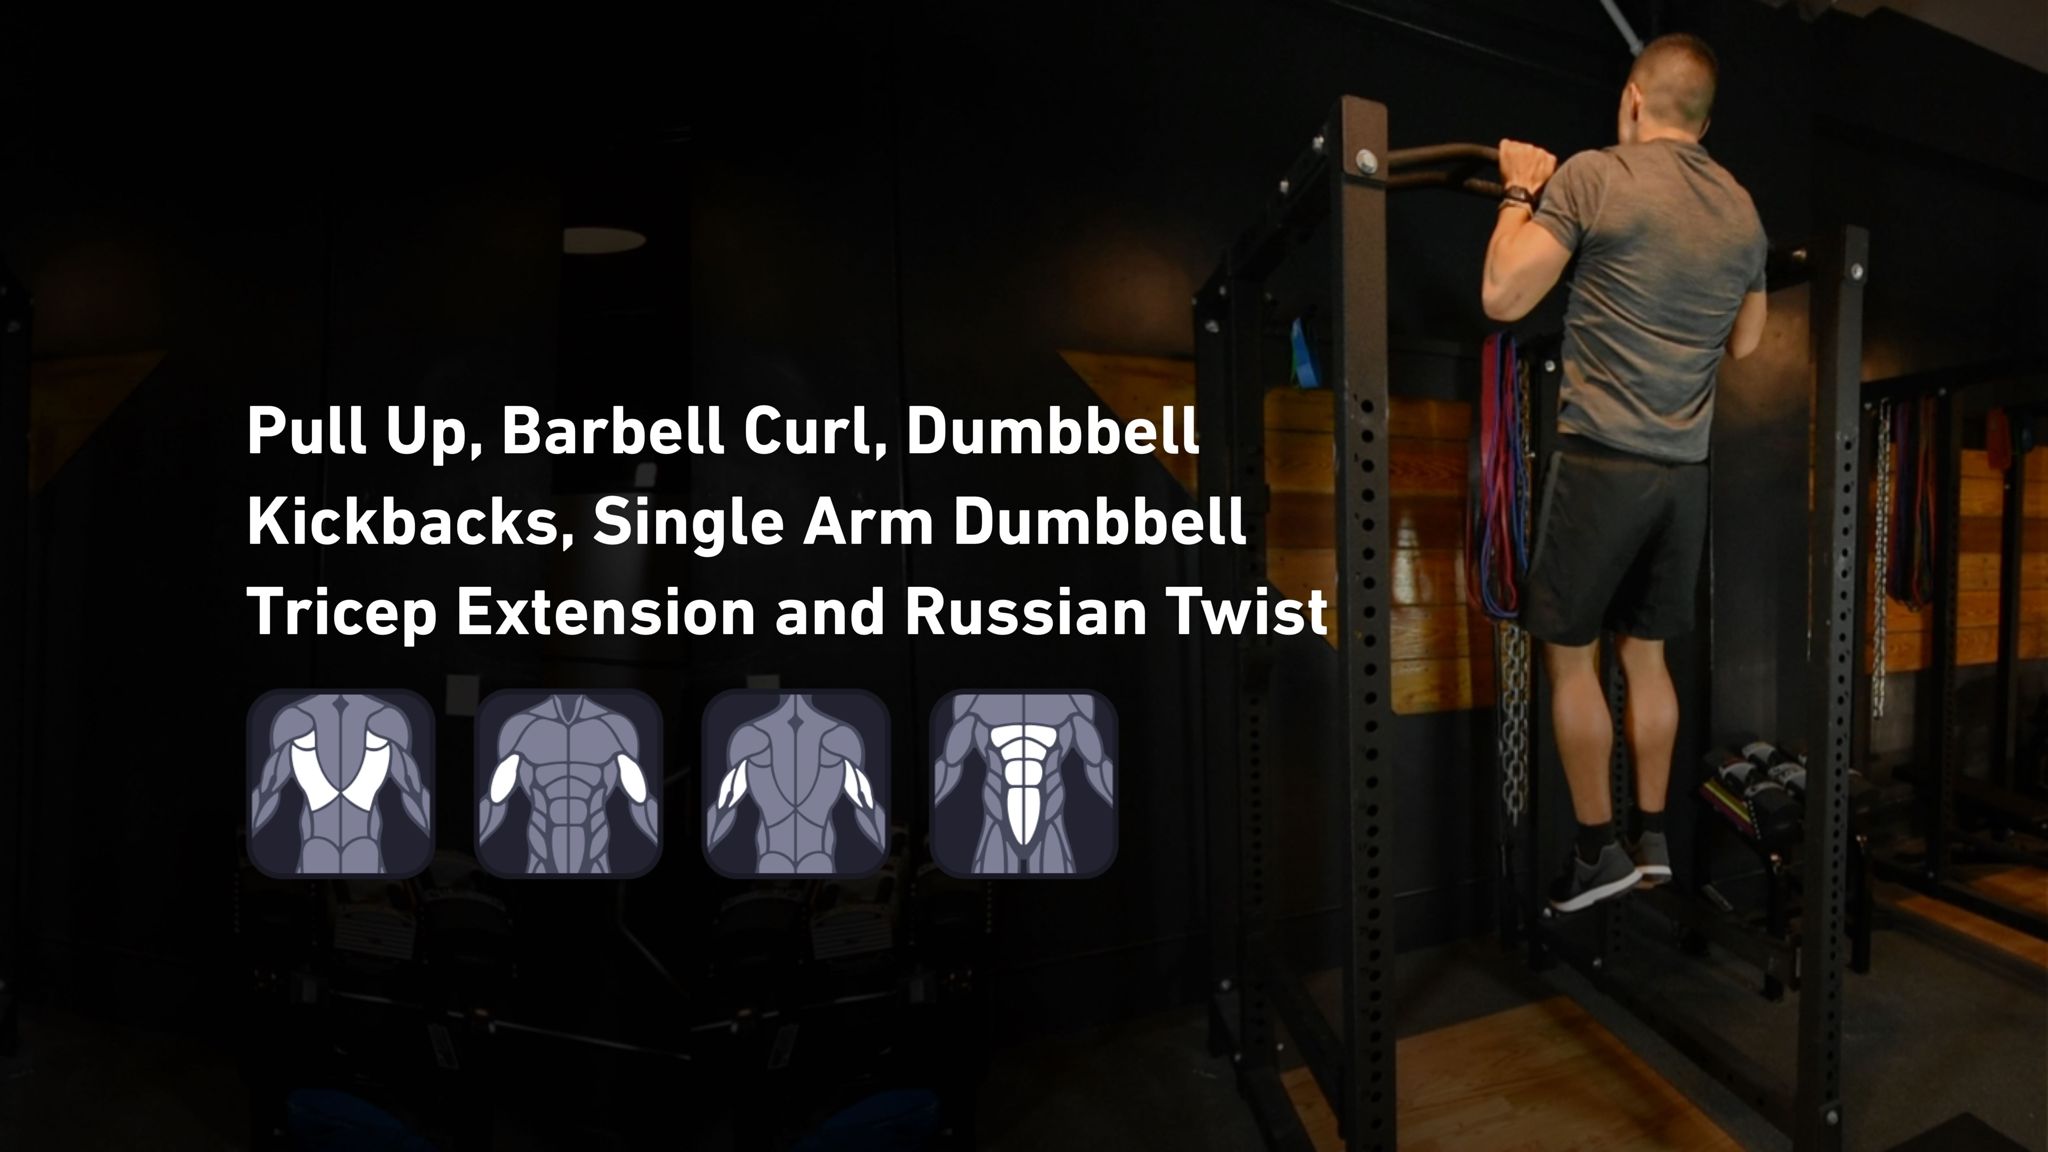 Pull Up, Barbell Curl, Dumbbell
Kickbacks, Single Arm Dumbbell
Tricep Extension and Russian Twist